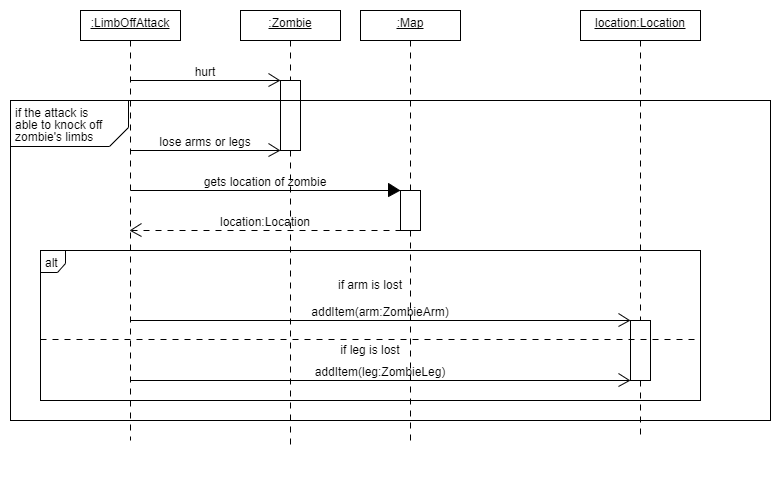 :LimbOffAttack
:Zombie
:Map
location:Location
hurt
if the attack is
able to knock off
zombie's limbs
lose arms or legs
gets location of zombie
location:Location
alt
if arm is lost
addItem(arm:ZombieArm)
if leg is lost
addItem(leg:ZombieLeg)